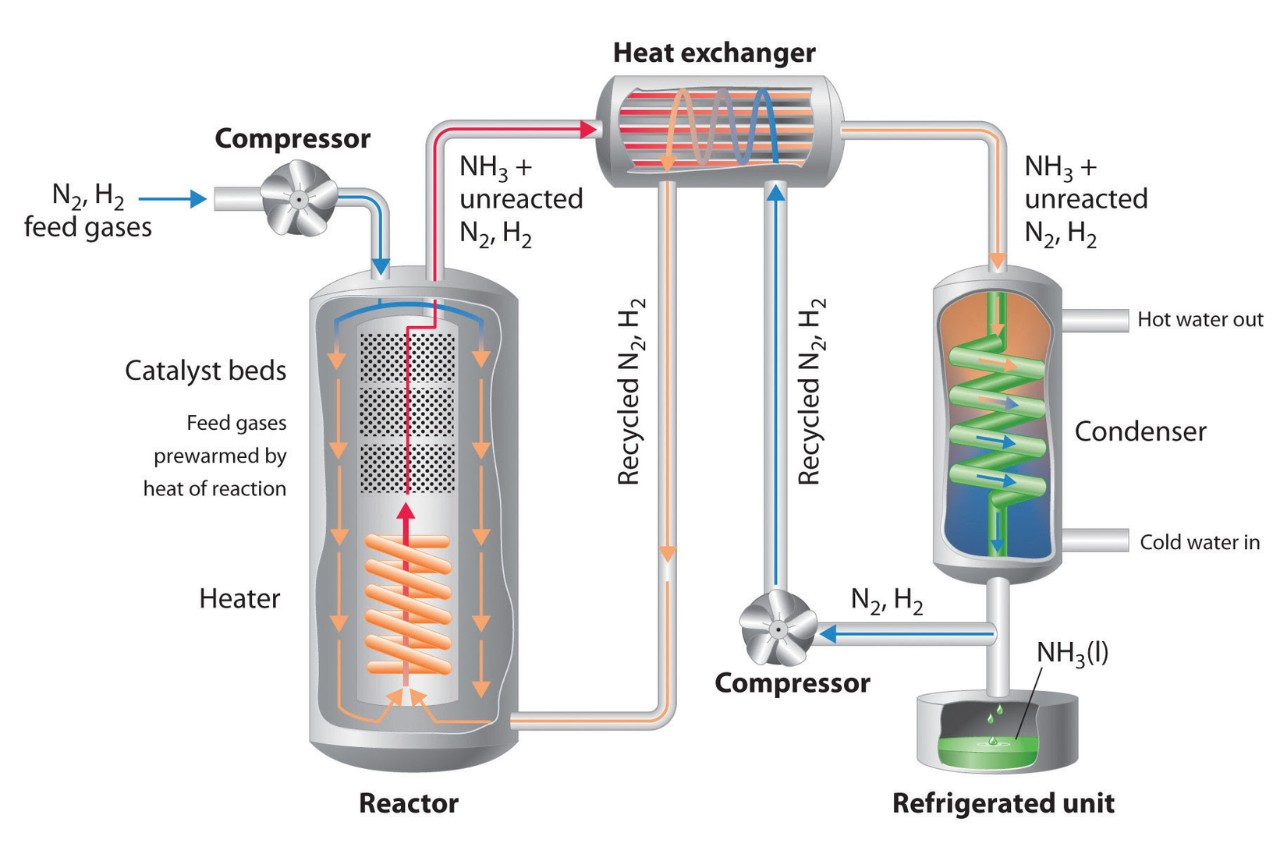 Heat exchanger
Compressor
N₂, H₂
feed gases
NH₃ +
unreacted
N₂, H₂
NH₃ +
unreacted
N₂, H₂
Recycled N₂, H₂
Recycled N₂, H₂
Hot water out
Catalyst beds
Feed gases
prewarmed by
heat of reaction
Condenser
Cold water in
Heater
N₂, H₂
NH₃(l)
Compressor
Reactor
Refrigerated unit